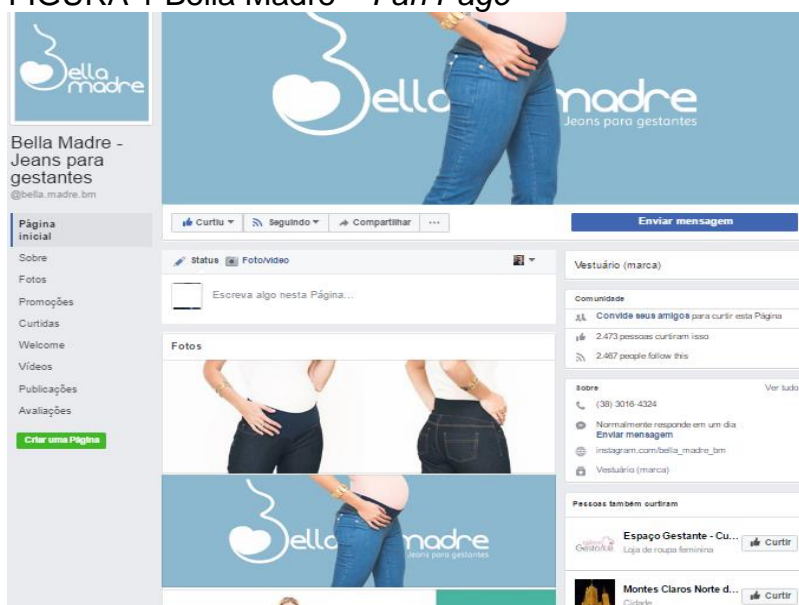 FIGURA 1 Bella Madre – Fan Page
Bella
madre
Bella madre
Jeans para gestantes
Bella Madre -
Jeans para
gestantes
@bella.madre.bm
Página
inicial
Sobre
Fotos
Promoções
Curtidas
Welcome
Vídeos
Publicações
Avaliações
Criar uma Página
Curtiu
Seguindo
Compartilhar
Enviar mensagem
Status Foto/vídeo
Escreva algo nesta Página...
Fotos
Bella madre
Jeans para gestantes
Vestuário (marca)
Comunidade
Convide seus amigos para curtir esta Página
2.473 pessoas curtiram isso
2.467 people follow this
Sobre Ver tudo
(38) 3016-4324
Normalmente responde em um dia
Enviar mensagem
instagram.com/bella_madre_bm
Vestuário (marca)
Pessoas também curtiram
Espaço Gestante - Cu...
Loja de roupa feminina
Curtir
Montes Claros Norte d...
Cidade
Curtir